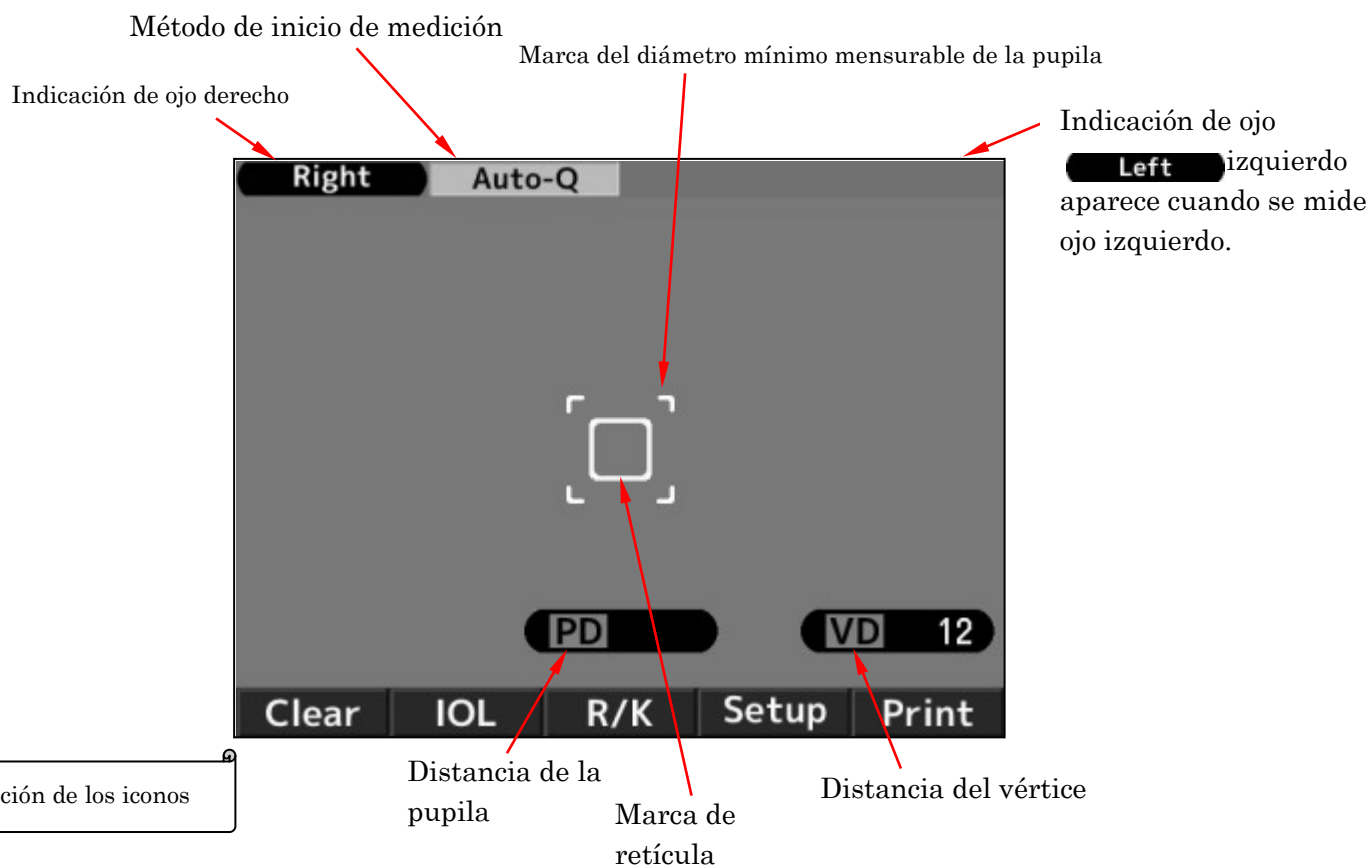 Método de inicio de medición
Marca del diámetro mínimo mensurable de la pupila
Indicación de ojo derecho
Indicación de ojo
Left izquierdo
aparece cuando se mide
ojo izquierdo.
Right Auto-Q
PD VD 12
Clear IOL R/K Setup Print
ción de los iconos
Distancia de la
pupila
Marca de
retícula
Distancia del vértice